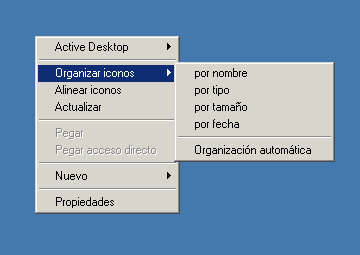 Active Desktop
Organizar iconos
Alinear iconos
Actualizar
Pegar
Pegar acceso directo
Nuevo
Propiedades
por nombre
por tipo
por tamaño
por fecha
Organización automática